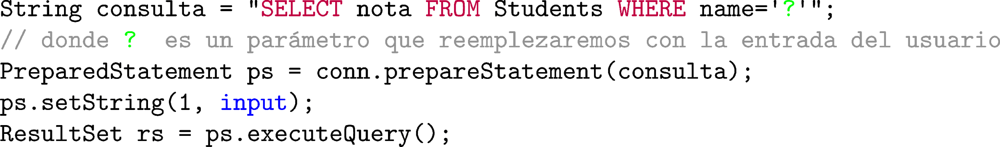 String consulta = "SELECT nota FROM Students WHERE name='?'";
// donde ? es un parámetro que reemplezaremos con la entrada del usuario
PreparedStatement ps = conn.prepareStatement(consulta);
ps.setString(1, input);
ResultSet rs = ps.executeQuery();